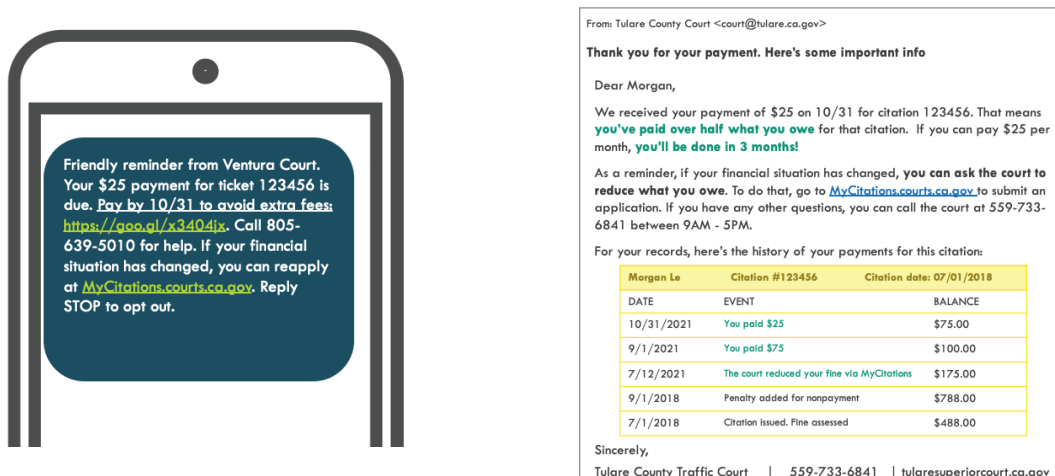 Friendly reminder from Ventura Court.
Your $25 payment for ticket 123456 is
due. Pay by 10/31 to avoid extra fees:
https://goo.gl/x3404jx. Call 805-
639-5010 for help. If your financial
situation has changed, you can reapply
at MyCitations.courts.ca.gov. Reply
STOP to opt out.
From: Tulare County Court <court@tulare.ca.gov>
Thank you for your payment. Here's some important info
Dear Morgan,
We received your payment of $25 on 10/31 for citation 123456. That means
you've paid over half what you owe for that citation. If you can pay $25 per
month, you'll be done in 3 months!
As a reminder, if your financial situation has changed, you can ask the court to
reduce what you owe. To do that, go to MyCitations.courts.ca.gov to submit an
application. If you have any other questions, you can call the court at 559-733-
6841 between 9AM - 5PM.
For your records, here's the history of your payments for this citation:
Morgan Le Citation #123456 Citation date: 07/01/2018
DATE EVENT BALANCE
10/31/2021 You paid $25 $75.00
9/1/2021 You paid $75 $100.00
7/12/2021 The court reduced your fine via MyCitations $175.00
9/1/2018 Penalty added for nonpayment $788.00
7/1/2018 Citation issued. Fine assessed $488.00
Sincerely,
Tulare County Traffic Court | 559-733-6841 | tularesuperiorcourt.ca.gov